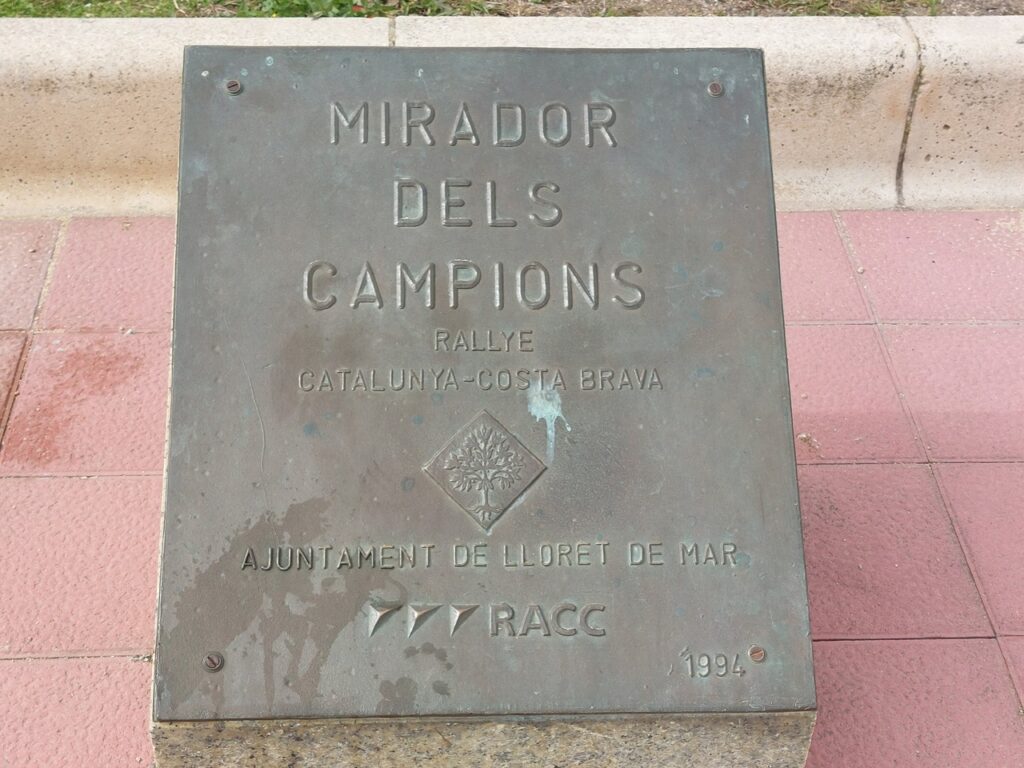 MIRADOR
DELS
CAMPIONS
RALLYE
CATALUNYA-COSTA BRAVA
AJUNTAMENT DE LLORET DE MAR
RACC
1994